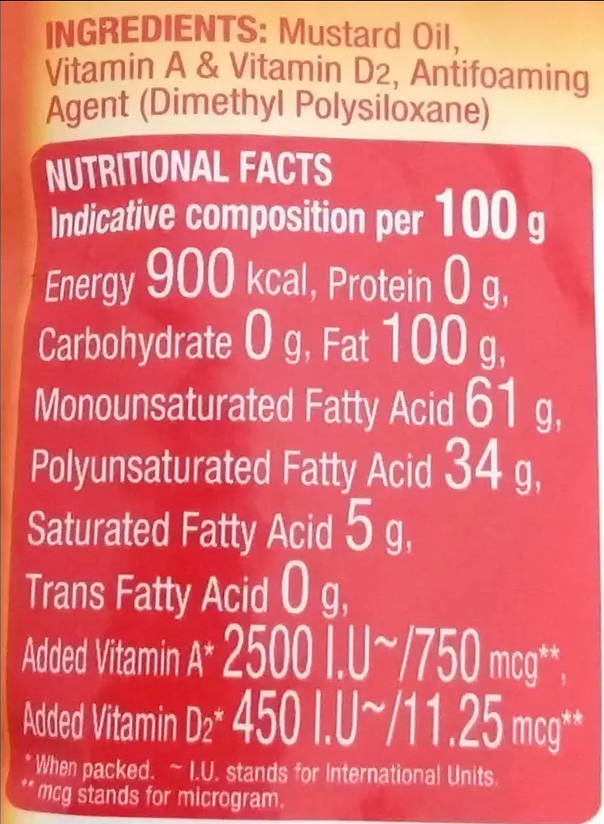 INGREDIENTS: Mustard Oil,
Vitamin A & Vitamin D2, Antifoaming
Agent (Dimethyl Polysiloxane)
NUTRITIONAL FACTS
Indicative composition per 100 g
Energy 900 kcal, Protein 0 g,
Carbohydrate 0 g, Fat 100 g,
Monounsaturated Fatty Acid 61 g,
Polyunsaturated Fatty Acid 34 g,
Saturated Fatty Acid 5 g,
Trans Fatty Acid 0 g,
Added Vitamin A* 2500 I.U~/750 mcg**,
Added Vitamin D2* 450 I.U~/11.25 mcg**
* When packed. ~ I.U. stands for International Units.
** mcg stands for microgram.